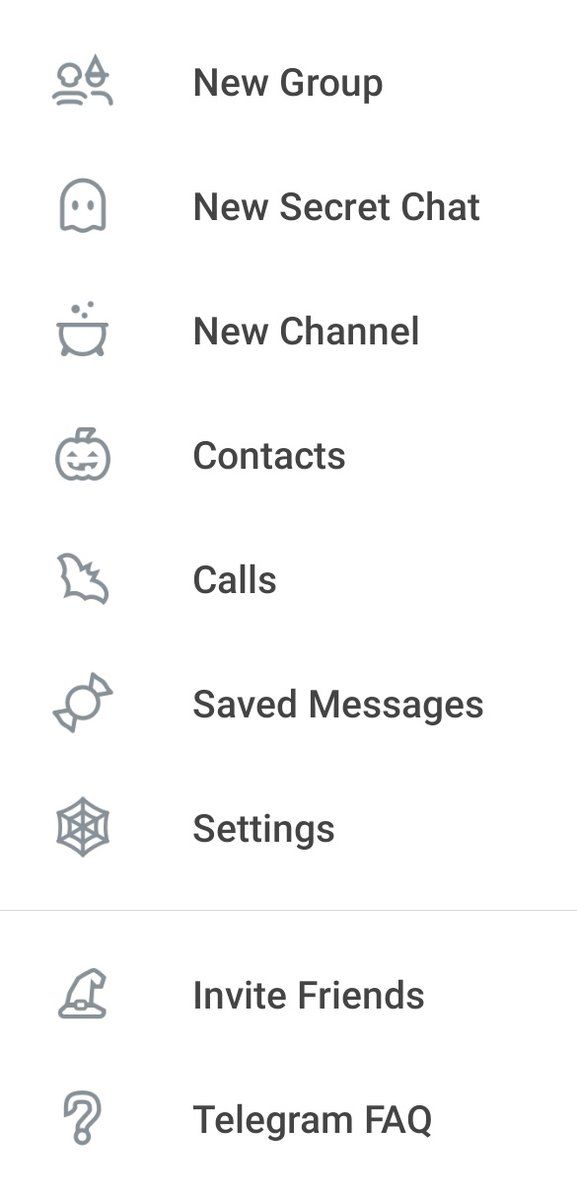 New Group
New Secret Chat
New Channel
Contacts
Calls
Saved Messages
Settings
Invite Friends
Telegram FAQ